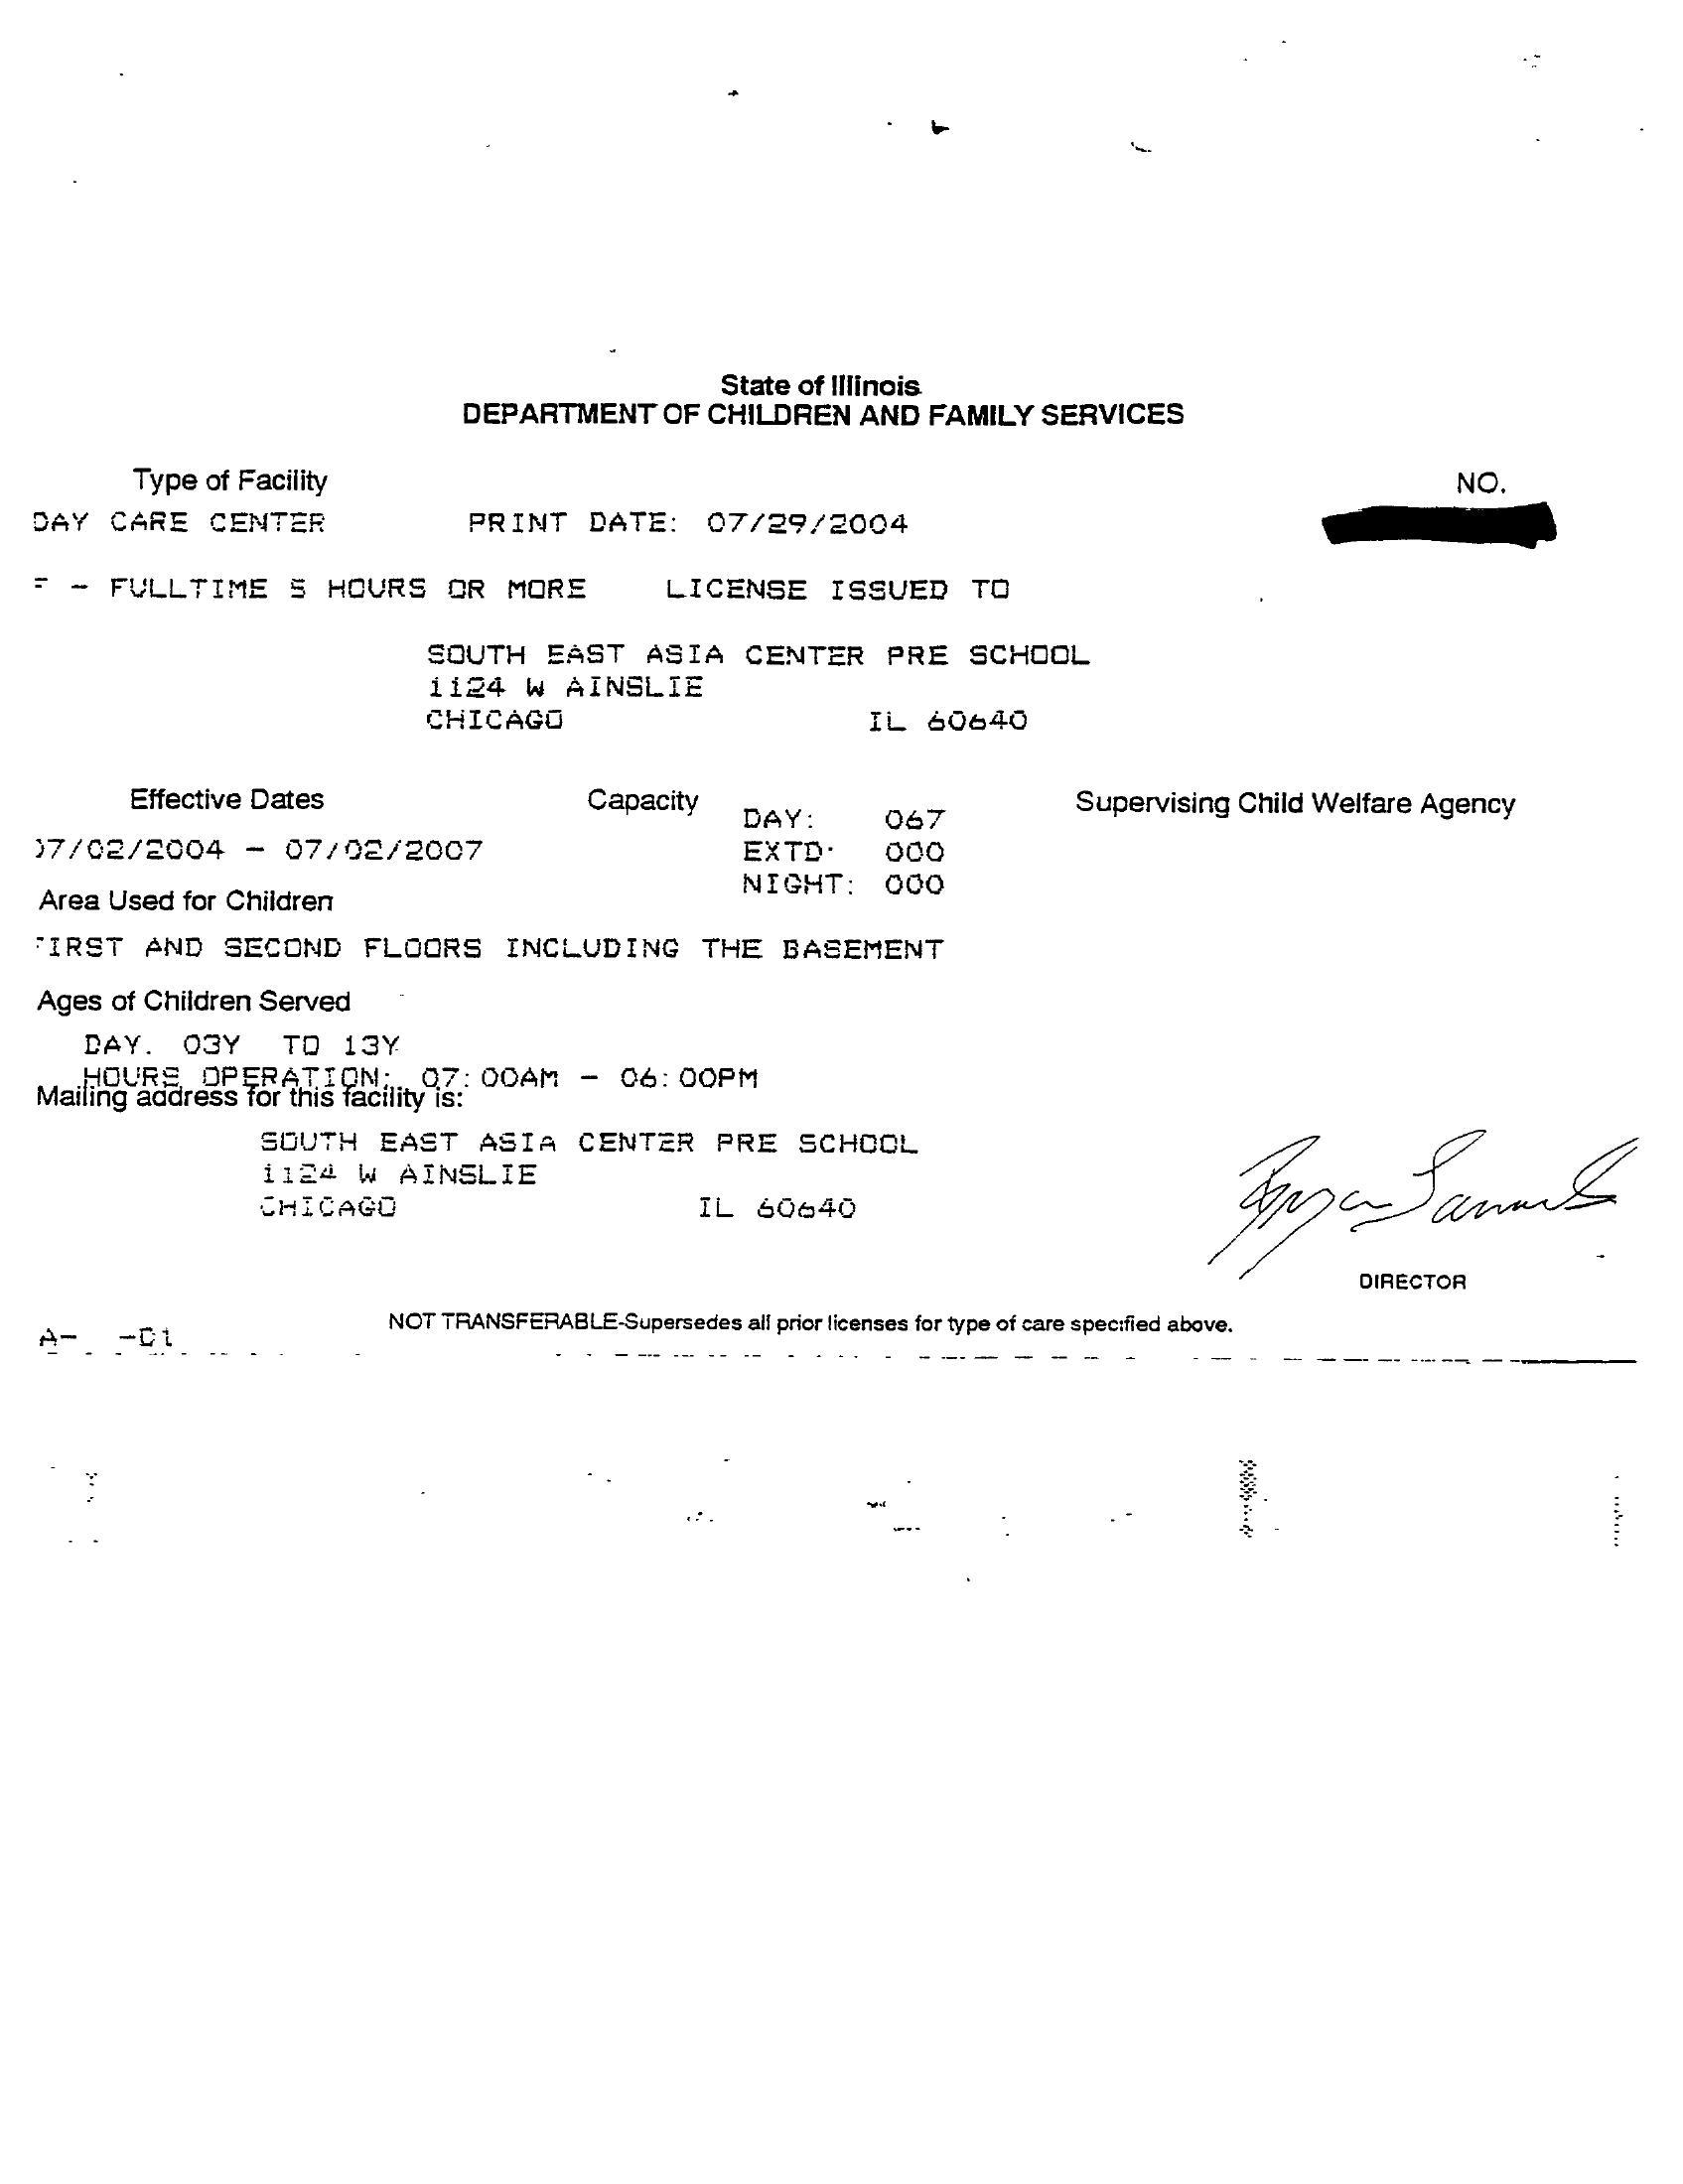 State of Illinois
DEPARTMENT OF CHILDREN AND FAMILY SERVICES
Type of Facility NO.
DAY CARE CENTER PRINT DATE: 07/29/2004
F - FULLTIME 5 HOURS OR MORE LICENSE ISSUED TO
SOUTH EAST ASIA CENTER PRE SCHOOL
1124 W AINSLIE
CHICAGO IL 60640
Effective Dates Capacity Supervising Child Welfare Agency
DAY: 067
07/02/2004 - 07/02/2007 EXTD: 000
NIGHT: 000
Area Used for Children
FIRST AND SECOND FLOORS INCLUDING THE BASEMENT
Ages of Children Served
DAY. 03Y TO 13Y
HOURS OPERATION: 07:00AM - 06:00PM
Mailing address for this facility is:
SOUTH EAST ASIA CENTER PRE SCHOOL
1124 W AINSLIE
CHICAGO IL 60640
DIRECTOR
NOT TRANSFERABLE-Supersedes all prior licenses for type of care specified above.
A- -01